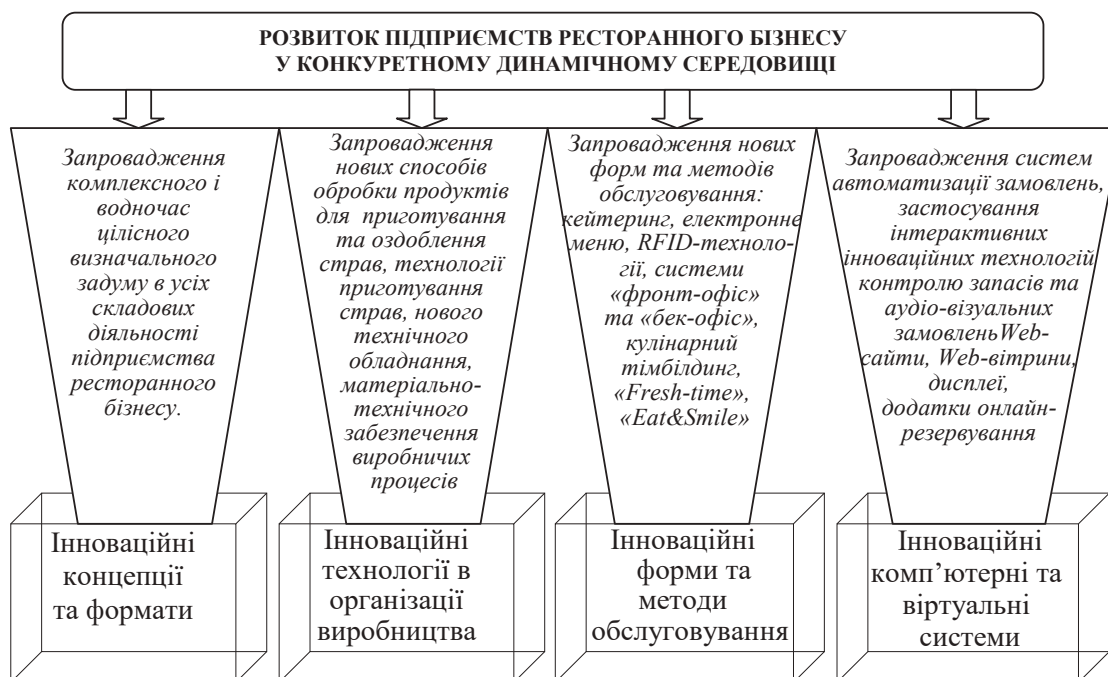 РОЗВИТОК ПІДПРИЄМСТВ РЕСТОРАННОГО БІЗНЕСУ
У КОНКУРЕТНОМУ ДИНАМІЧНОМУ СЕРЕДОВИЩІ
Запровадження
комплексного і
водночас
цілісного
визначального
задуму в усіх
складових
діяльності
підприємства
ресторанного
бізнесу.
Запровадження
нових способів
обробки продуктів
для приготування
та оздоблення
страв, технології
приготування
страв, нового
технічного
обладнання,
матеріально-
технічного
забезпечення
виробничих
процесів
Запровадження нових
форм та методів
обслуговування:
кейтеринг, електронне
меню, RFID-техноло-
гії, системи
«фронт-офіс»
та «бек-офіс»,
кулінарний
тімбілдинг,
«Fresh-time»,
«Eat&Smile»
Запровадження систем
автоматизації замовлень,
застосування
інтерактивних
інноваційних технологій
контролю запасів та
аудіо-візуальних
замовленьWeb-
сайти, Web-вітрини,
дисплеї,
додатки онлайн-
резервування
Інноваційні
концепції
та формати
Інноваційні
технології в
організації
виробництва
Інноваційні
форми та
методи
обслуговування
Інноваційні
комп’ютерні та
віртуальні
системи